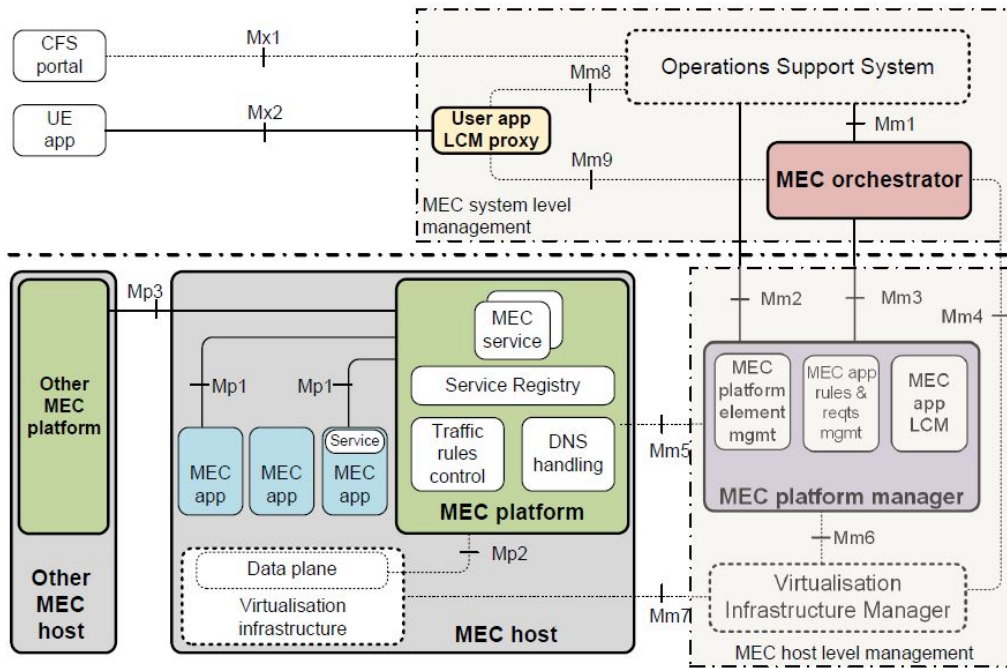 CFS
portal
Mx1
Operations Support System
Mm8
UE
app
Mx2
User app
LCM proxy
Mm1
Mm9
MEC orchestrator
MEC system level
management
Mp3
Mm2
Mm3
Mm4
Other
MEC
platform
MEC
service
Mp1
Mp1
Service Registry
MEC
platform
element
mgmt
MEC app
rules &
reqts
mgmt
MEC
app
LCM
Service
MEC
app
MEC
app
MEC
app
Traffic
rules
control
DNS
handling
Mm5
MEC platform
MEC platform manager
Mp2
Mm6
Data plane
Virtualisation
infrastructure
Other
MEC
host
MEC host
Mm7
Virtualisation
Infrastructure Manager
MEC host level management